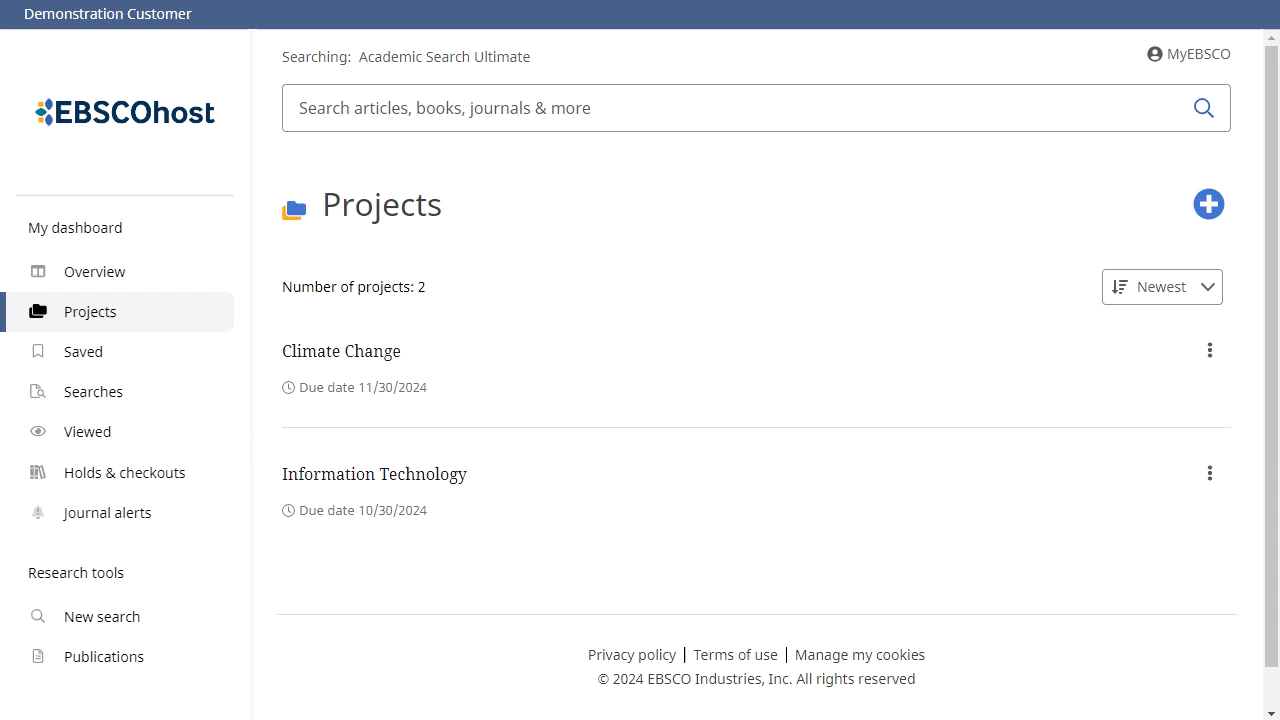 Demonstration Customer
EBSCOhost
My dashboard
Overview
Projects
Saved
Searches
Viewed
Holds & checkouts
Journal alerts
Research tools
New search
Publications
Searching: Academic Search Ultimate
MyEBSCO
Search articles, books, journals & more
Projects
Number of projects: 2
Newest
Climate Change
Due date 11/30/2024
Information Technology
Due date 10/30/2024
Privacy policy | Terms of use | Manage my cookies
© 2024 EBSCO Industries, Inc. All rights reserved